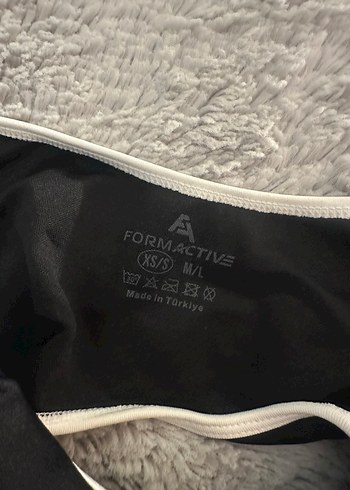 FORMACTIVE
XS/S M/L
Made in Türkiye